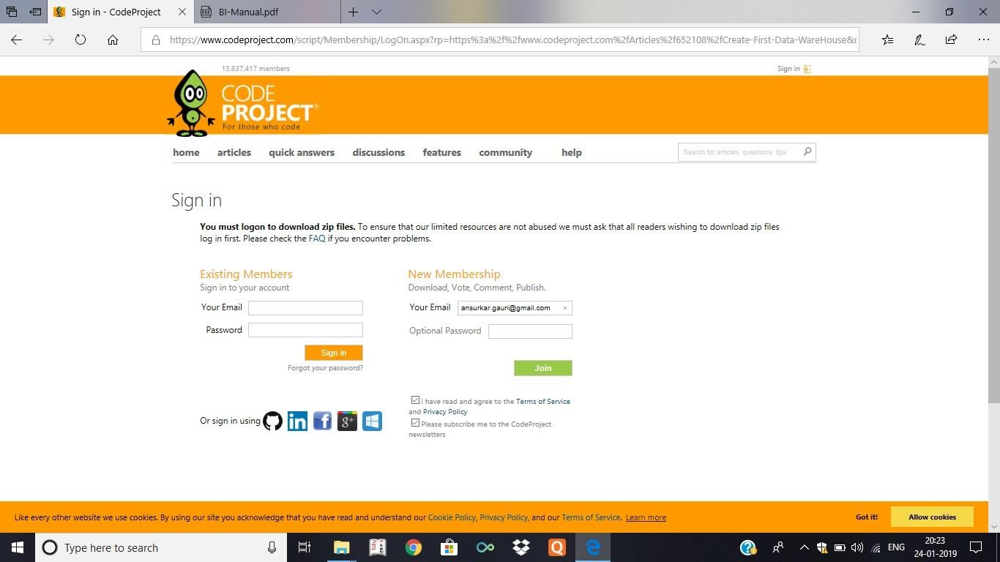 Sign in - CodeProject
BI-Manual.pdf
https://www.codeproject.com/script/Membership/LogOn.aspx?rp=https%3a%2f%2fwww.codeproject.com%2fArticles%2f652108%2fCreate-First-Data-WareHouse&
13,837,417 members
Sign in
CODE
PROJECT®
For those who code
home articles quick answers discussions features community help
Search for articles, questions, tips
Sign in
You must logon to download zip files. To ensure that our limited resources are not abused we must ask that all readers wishing to download zip files
log in first. Please check the FAQ if you encounter problems.
Existing Members
Sign in to your account
Your Email
Password
Sign in
Forgot your password?
Or sign in using
New Membership
Download, Vote, Comment, Publish.
Your Email ansurkar.gauri@gmail.com
Optional Password
Join
I have read and agree to the Terms of Service
and Privacy Policy
Please subscribe me to the CodeProject
newsletters
Like every other website we use cookies. By using our site you acknowledge that you have read and understand our Cookie Policy, Privacy Policy, and our Terms of Service. Learn more
Got it!
Allow cookies
Type here to search
ENG
20:23
24-01-2019